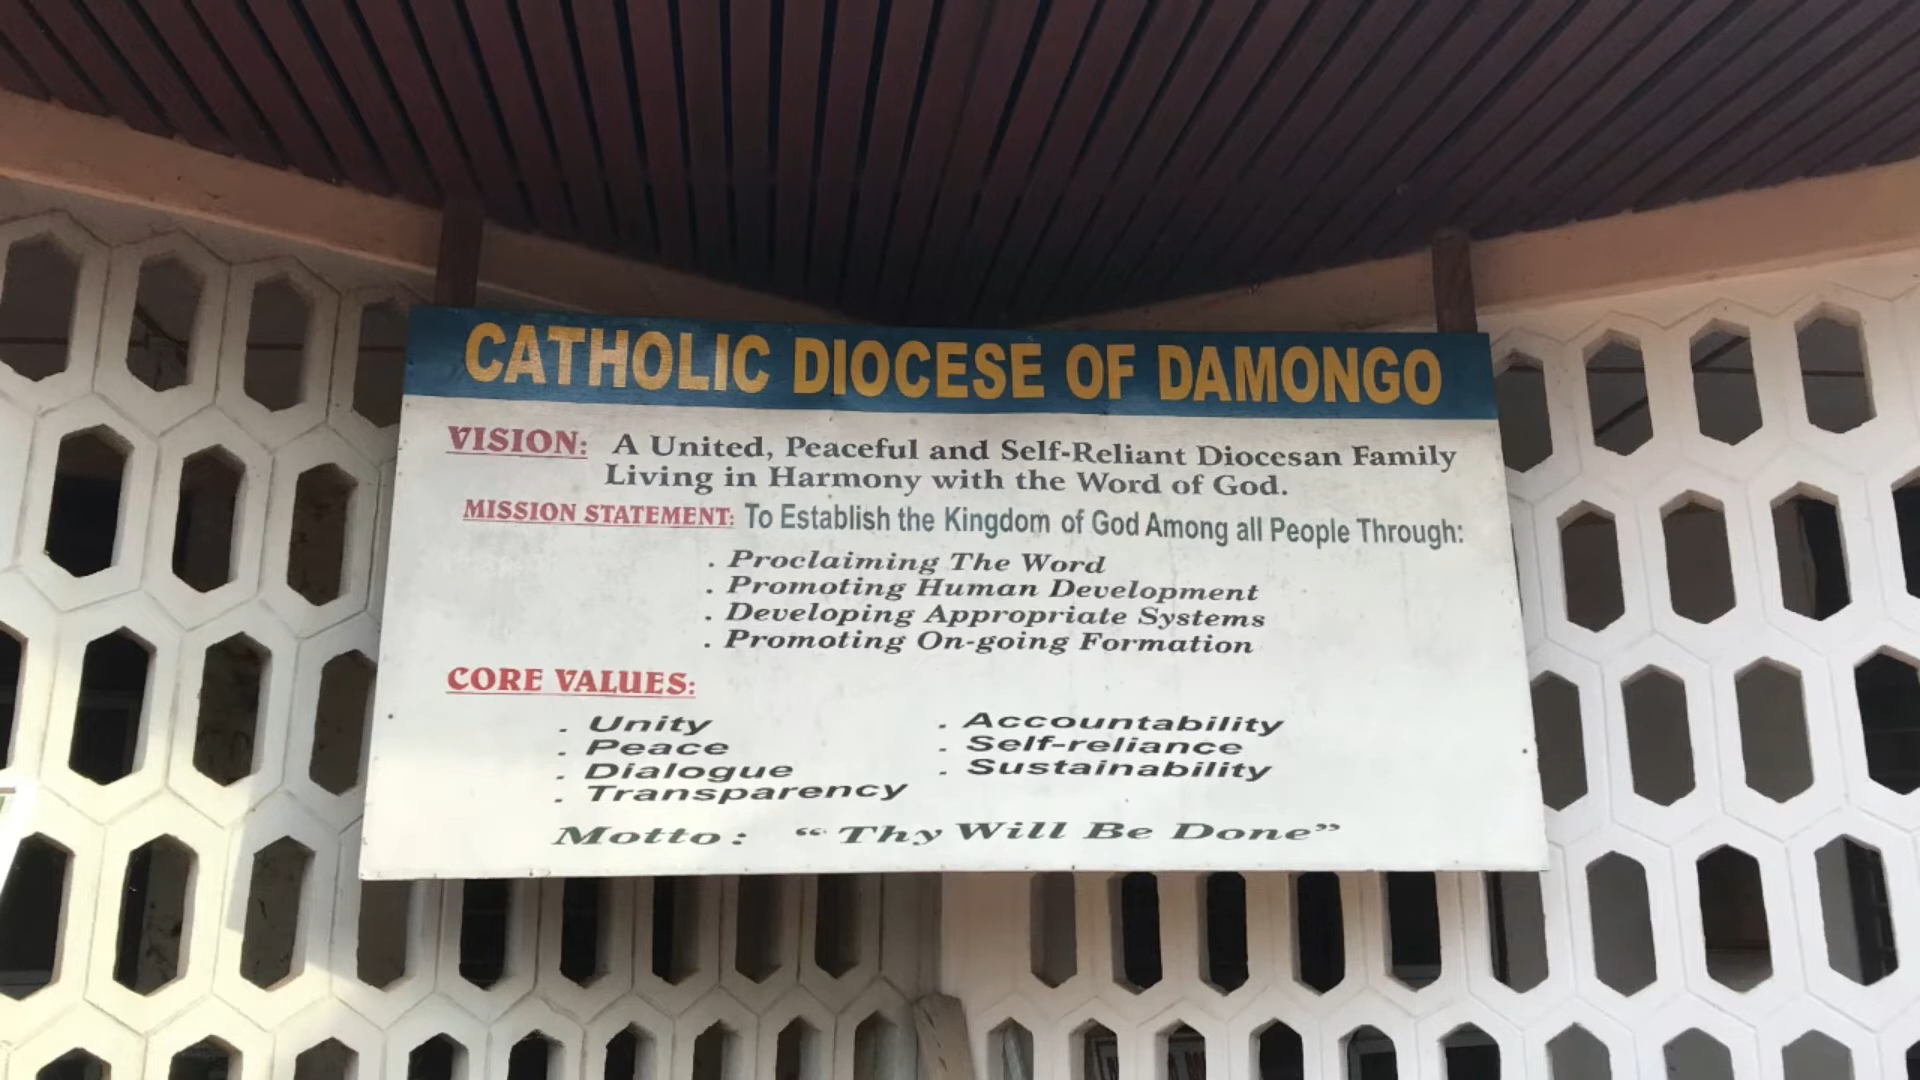 CATHOLIC DIOCESE OF DAMONGO
VISION: A United, Peaceful and Self-Reliant Diocesan Family
Living in Harmony with the Word of God.
MISSION STATEMENT: To Establish the Kingdom of God Among all People Through:
. Proclaiming The Word
. Promoting Human Development
. Developing Appropriate Systems
. Promoting On-going Formation
CORE VALUES:
. Unity
. Peace
. Dialogue
. Transparency
. Accountability
. Self-reliance
. Sustainability
Motto: “Thy Will Be Done”